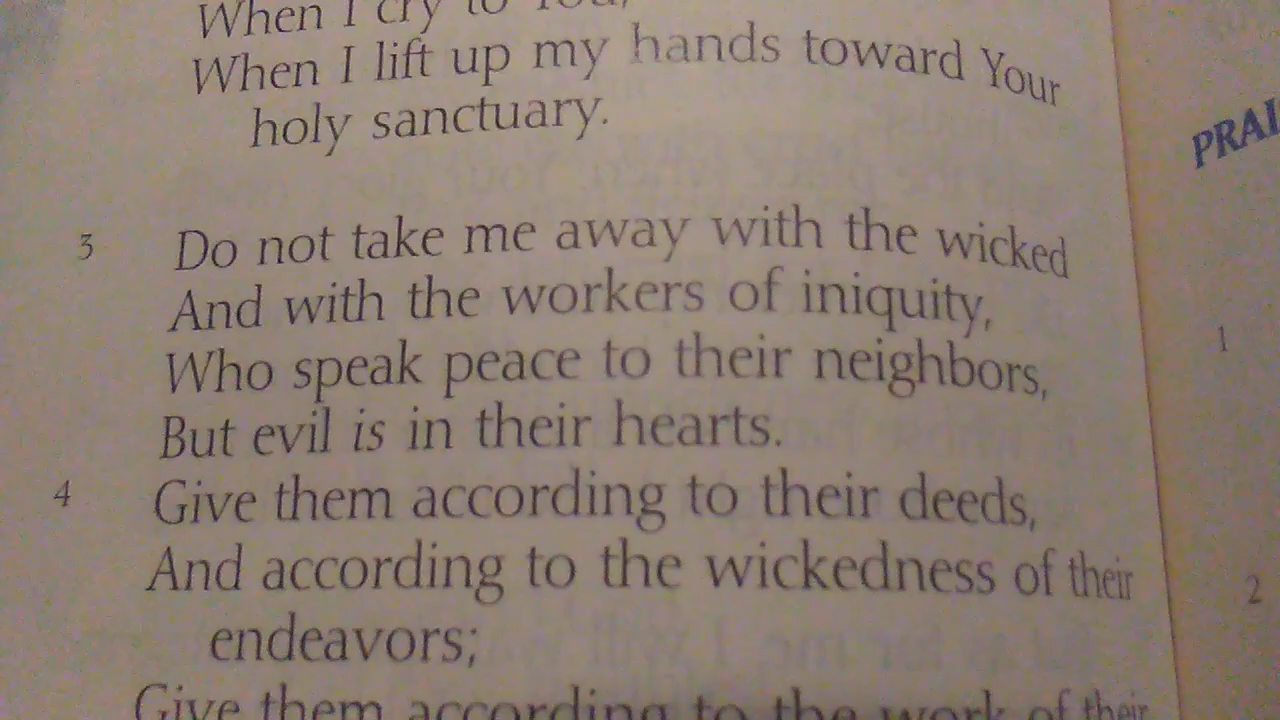 When I cry to You,
When I lift up my hands toward Your
holy sanctuary.
3 Do not take me away with the wicked
And with the workers of iniquity,
Who speak peace to their neighbors,
But evil is in their hearts.
4 Give them according to their deeds,
And according to the wickedness of their
endeavors;
Give them according to the work of their
PRAI
1
2